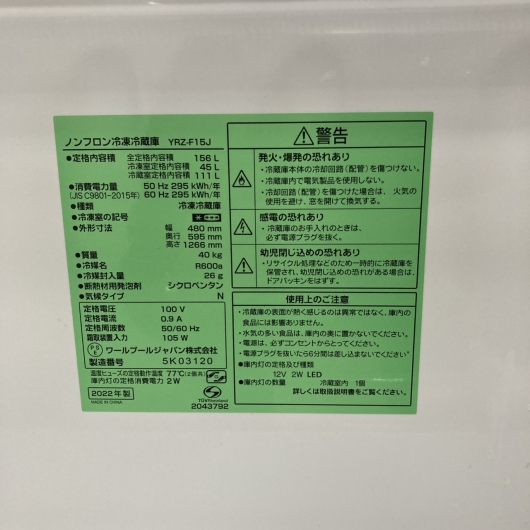 ノンフロン冷凍冷蔵庫 YRZ-F15J
●定格内容積 全定格内容積 156 L
冷凍室定格内容積 45 L
冷蔵室定格内容積 111 L
●消費電力量 50 Hz 295 kWh/年
(JIS C9801-2015年) 60 Hz 295 kWh/年
●種類 冷凍冷蔵庫
●冷凍室の記号
●外形寸法 幅 480 mm
奥行 595 mm
高さ 1266 mm
●質量 40 kg
●冷媒名 R600a
●冷媒封入量 26 g
●断熱材用発泡剤 シクロペンタン
●気候タイプ N
定格電圧 100 V
定格電流 0.9 A
定格周波数 50/60 Hz
霜取装置入力 105 W
PSE ワールプールジャパン株式会社
製造番号 5K03120
温度ヒューズの定格動作温度 77℃(2個共)
庫内灯の定格消費電力 2W
2022年製
MADE IN CHINA
TÜVRheinland
2043792
警告
発火・爆発の恐れあり
・冷蔵庫本体の冷却回路(配管)を傷つけない。
・冷蔵庫内で電気製品を使用しない。
・冷却回路(配管)を傷つけた場合は、火気の
使用を避け、窓を開けて換気する。
感電の恐れあり
・冷蔵庫のお手入れのときは、
必ず電源プラグを抜く。
幼児閉じ込めの恐れあり
・リサイクル処理などのため一時的に冷蔵庫を
保管され、幼児閉じ込めの恐れがある場合は、
ドアパッキンをはずす。
使用上のご注意
・冷蔵庫の表面が熱く感じるのは異常ではなく、庫内の
食品には影響ありません。
・水気の多い食品は、庫内の奥に置かないでください。
・電源は、必ずコンセントからとってください。
・電源プラグを抜いたら6分間は差し込まないでください
●庫内灯の定格及び種類
12V 2W LED
●庫内灯の数量 冷蔵室内 1個
詳しくは取扱説明書をご覧ください。